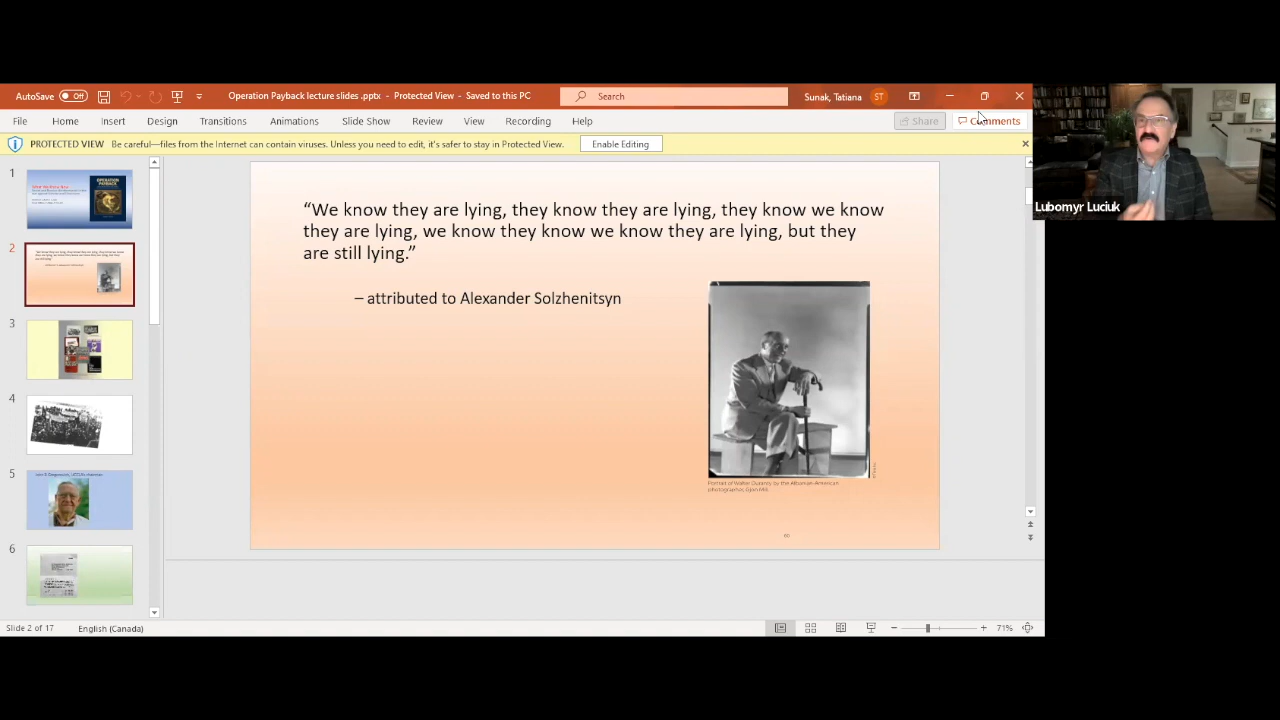 AutoSave Off
Operation Payback lecture slides .pptx - Protected View - Saved to this PC
Search
Sunak, Tatiana ST
File Home Insert Design Transitions Animations Slide Show Review View Recording Help
Share Comments
PROTECTED VIEW Be careful—files from the Internet can contain viruses. Unless you need to edit, it's safer to stay in Protected View. Enable Editing
1
OPERATION
PAYBACK
2
3
4
5
6
“We know they are lying, they know they are lying, they know we know
they are lying, we know they know we know they are lying, but they
are still lying.”
– attributed to Alexander Solzhenitsyn
Portrait of Walter Duranty by the Albanian-American
photographer, Gjon Mili
Lubomyr Luciuk
Slide 2 of 17 English (Canada)
71%